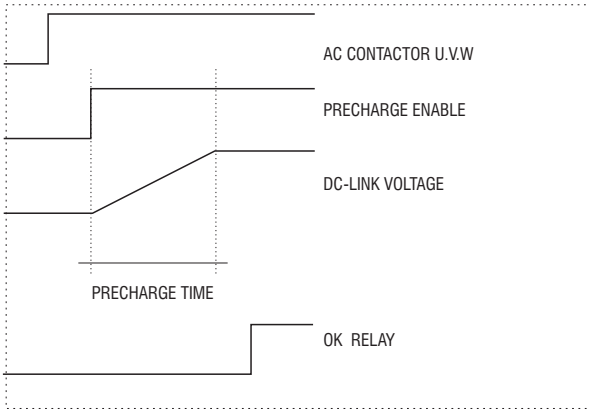 AC CONTACTOR U.V.W
PRECHARGE ENABLE
DC-LINK VOLTAGE
PRECHARGE TIME
OK RELAY